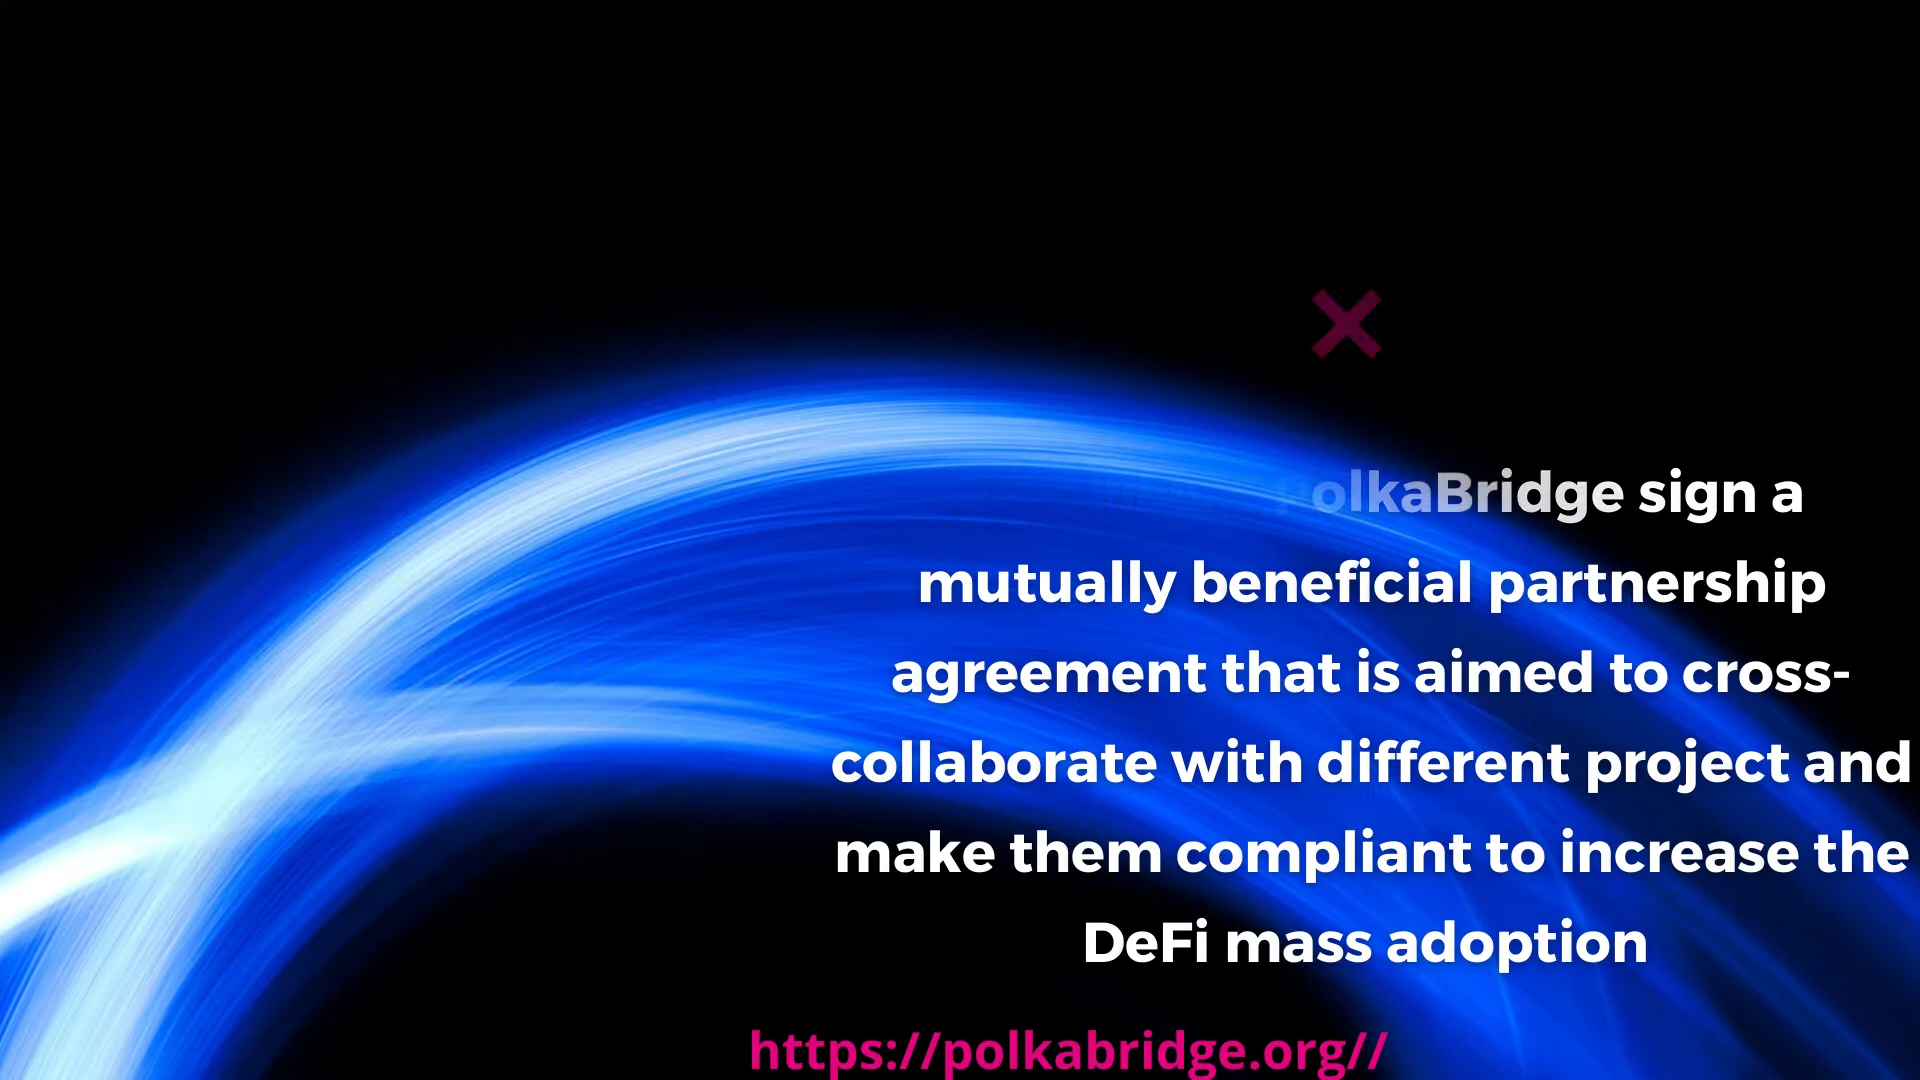 PolkaBridge sign a
mutually beneficial partnership
agreement that is aimed to cross-
collaborate with different project and
make them compliant to increase the
DeFi mass adoption
https://polkabridge.org//